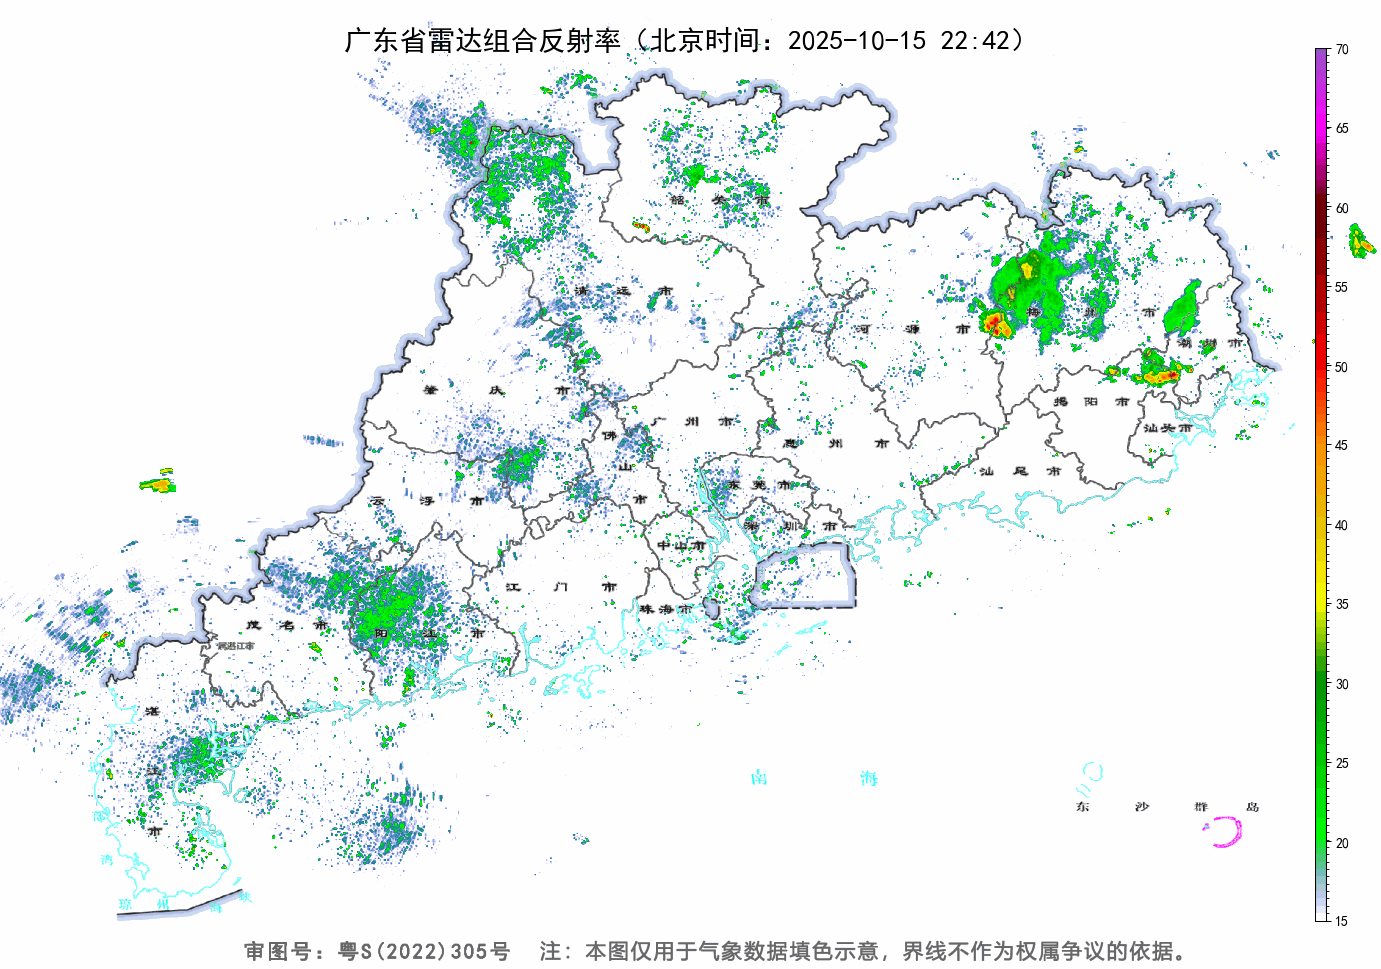 广东省雷达组合反射率（北京时间：2025-10-15 22:42）
70
65
60
55
50
45
40
35
30
25
20
15
韶关市
清远市
梅州市
河源市
潮州市
肇庆市
揭阳市
广州市
汕头市
佛山市
惠州市
汕尾市
东莞市
云浮市
深圳市
中山市
江门市
珠海市
茂名市
阳江市
属湛江市
湛江市
南海
东沙群岛
北部湾
琼州海峡
审图号：粤S(2022)305号 注：本图仅用于气象数据填色示意，界线不作为权属争议的依据。